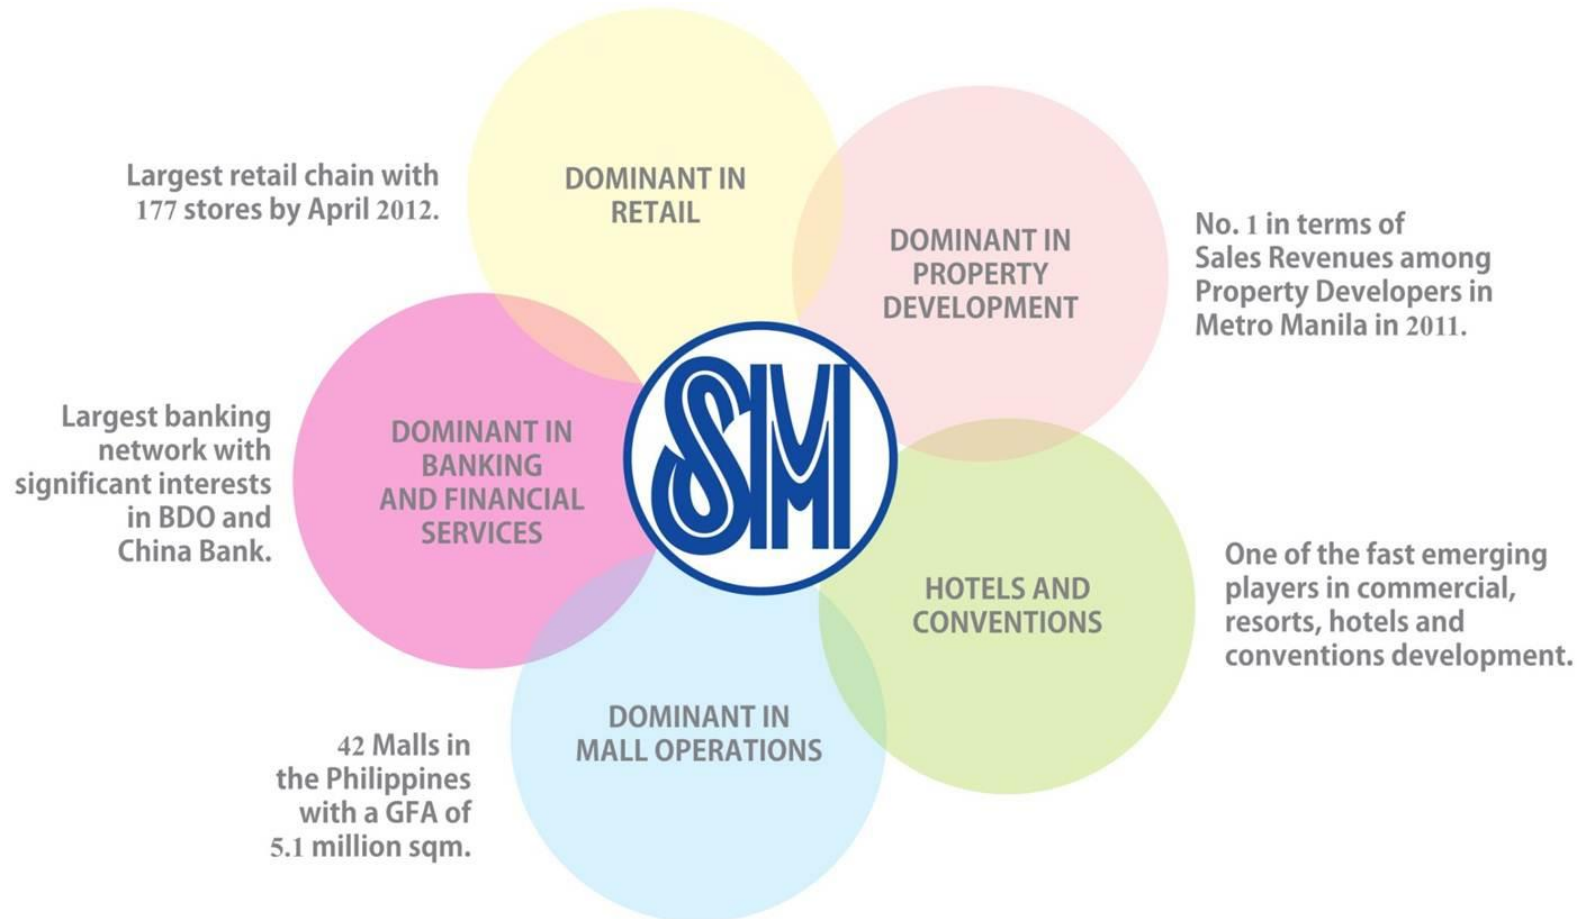 Largest retail chain with
177 stores by April 2012.
DOMINANT IN
RETAIL
DOMINANT IN
PROPERTY
DEVELOPMENT
No. 1 in terms of
Sales Revenues among
Property Developers in
Metro Manila in 2011.
Largest banking
network with
significant interests
in BDO and
China Bank.
DOMINANT IN
BANKING
AND FINANCIAL
SERVICES
SM
HOTELS AND
CONVENTIONS
One of the fast emerging
players in commercial,
resorts, hotels and
conventions development.
42 Malls in
the Philippines
with a GFA of
5.1 million sqm.
DOMINANT IN
MALL OPERATIONS